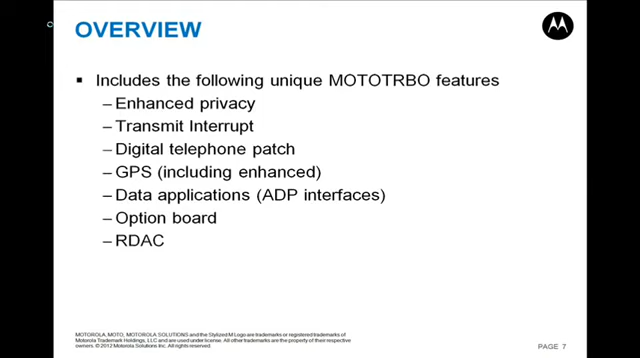 OVERVIEW
▪ Includes the following unique MOTOTRBO features
– Enhanced privacy
– Transmit Interrupt
– Digital telephone patch
– GPS (including enhanced)
– Data applications (ADP interfaces)
– Option board
– RDAC
MOTOROLA, MOTO, MOTOROLA SOLUTIONS and the Stylized M Logo are trademarks or registered trademarks of
Motorola Trademark Holdings, LLC and are used under license. All other trademarks are the property of their respective
owners. © 2012 Motorola Solutions Inc. All rights reserved.
PAGE 7